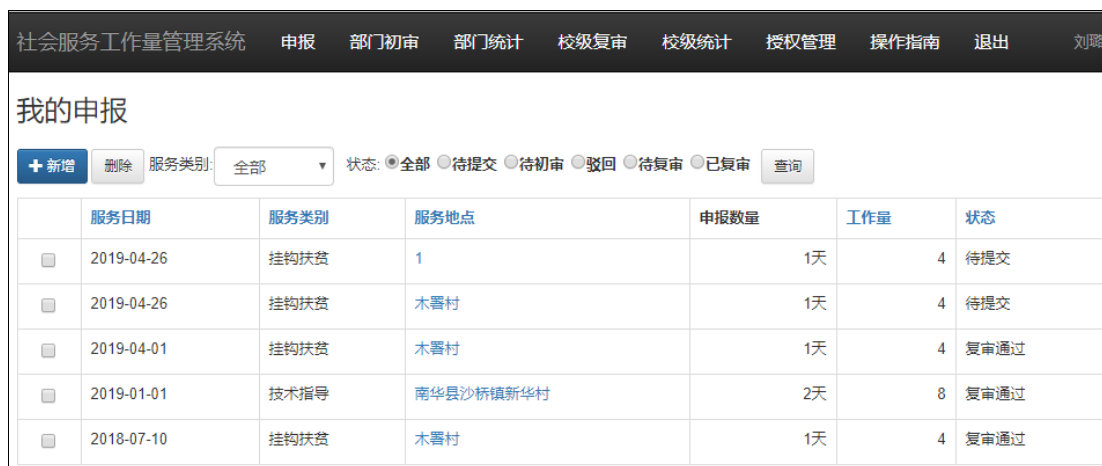 社会服务工作量管理系统 申报 部门初审 部门统计 校级复审 校级统计 授权管理 操作指南 退出 刘
我的申报
+新增 删除 服务类别: 全部 状态: 全部 待提交 待初审 驳回 待复审 已复审 查询
服务日期 服务类别 服务地点 申报数量 工作量 状态
2019-04-26 挂钩扶贫 1 1天 4 待提交
2019-04-26 挂钩扶贫 木署村 1天 4 待提交
2019-04-01 挂钩扶贫 木署村 1天 4 复审通过
2019-01-01 技术指导 南华县沙桥镇新华村 2天 8 复审通过
2018-07-10 挂钩扶贫 木署村 1天 4 复审通过